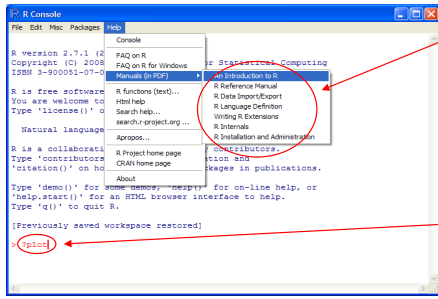 R Console
File Edit Misc Packages Help
Console
FAQ on R
FAQ on R for Windows
Manuals (in PDF)
R functions (text)...
Html help
Search help...
search.r-project.org ...
Apropos...
R Project home page
CRAN home page
About
An Introduction to R
R Reference Manual
R Data Import/Export
R Language Definition
Writing R Extensions
R Internals
R Installation and Administration
R version 2.7.1 (2
Copyright (C) 2008 or Statistical Computing
ISBN 3-900051-07-0
R is free software
You are welcome to
Type 'license()' o
Natural language
R is a collaborati contributors.
Type 'contributors ation and
'citation()' on ho kages in publications.
Type 'demo()' for some demos, 'help()' for on-line help, or
'help.start()' for an HTML browser interface to help.
Type 'q()' to quit R.
[Previously saved workspace restored]
> ?plot